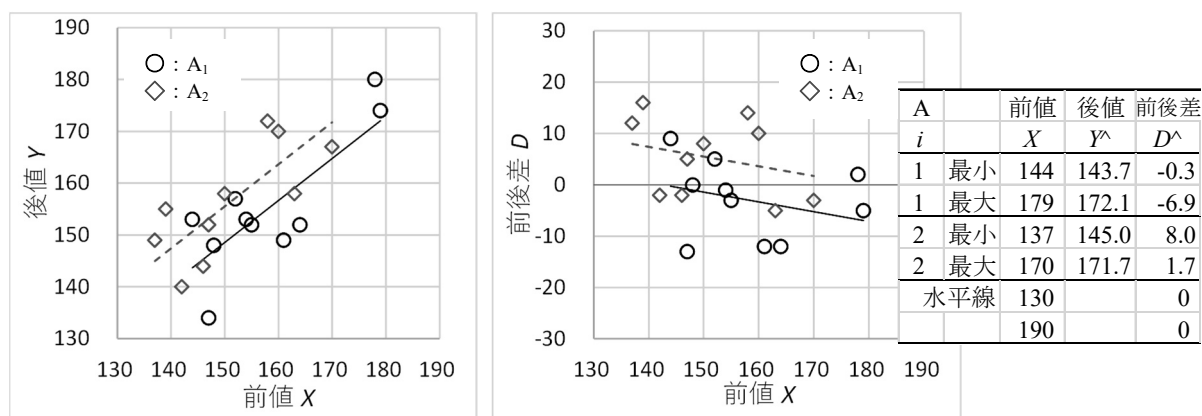 190
180
170
160
150
140
130
後値 Y
○ : A₁
◇ : A₂
130 140 150 160 170 180 190
前値 X
30
20
10
0
-10
-20
-30
前後差 D
○ : A₁
◇ : A₂
130 140 150 160 170 180 190
前値 X
A 前値 後値 前後差
i X Y^ D^
1 最小 144 143.7 -0.3
1 最大 179 172.1 -6.9
2 最小 137 145.0 8.0
2 最大 170 171.7 1.7
水平線 130 0
190 0